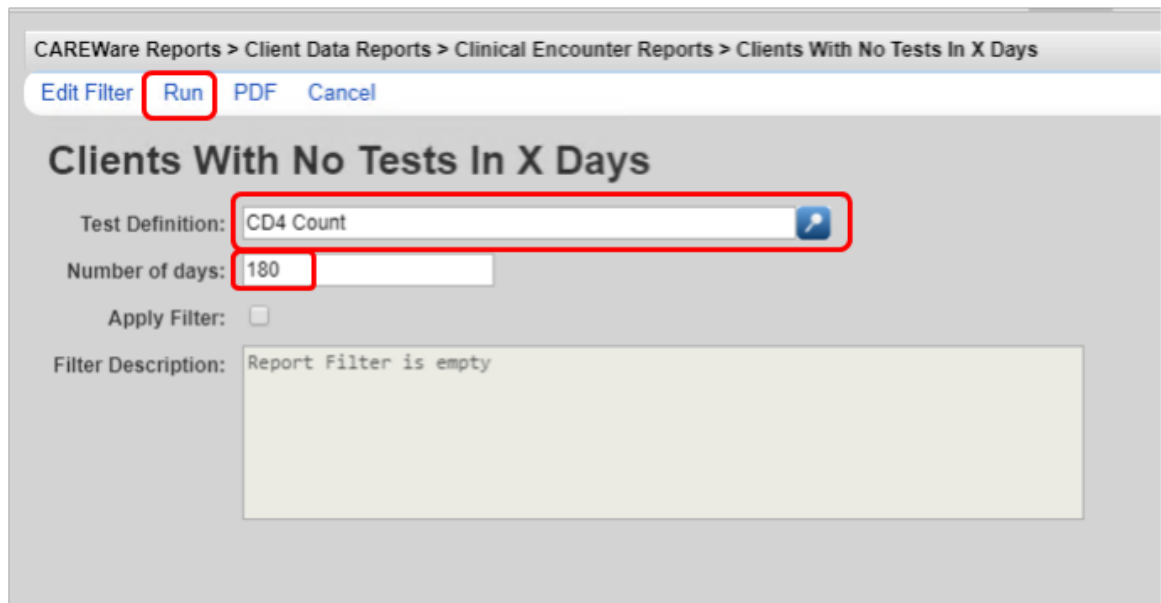 CAREWare Reports > Client Data Reports > Clinical Encounter Reports > Clients With No Tests In X Days
Edit Filter Run PDF Cancel
Clients With No Tests In X Days
Test Definition: CD4 Count
Number of days: 180
Apply Filter:
Filter Description: Report Filter is empty